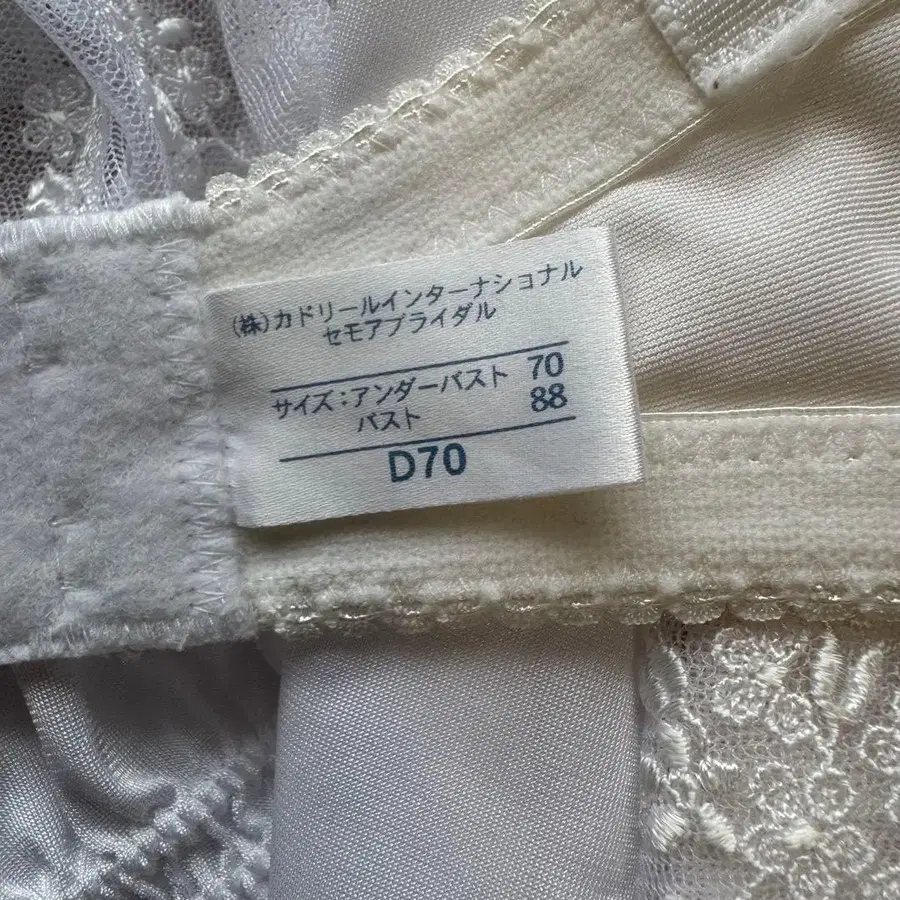 (株)カドリールインターナショナル
セモアブライダル
サイズ:アンダーバスト 70
バスト 88
D70